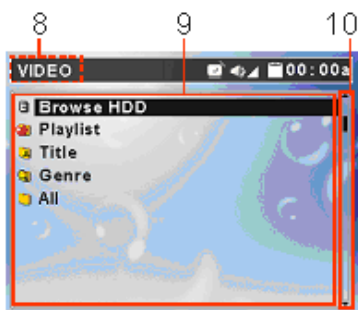 8 9 10
VIDEO 00:00a
Browse HDD
Playlist
Title
Genre
All